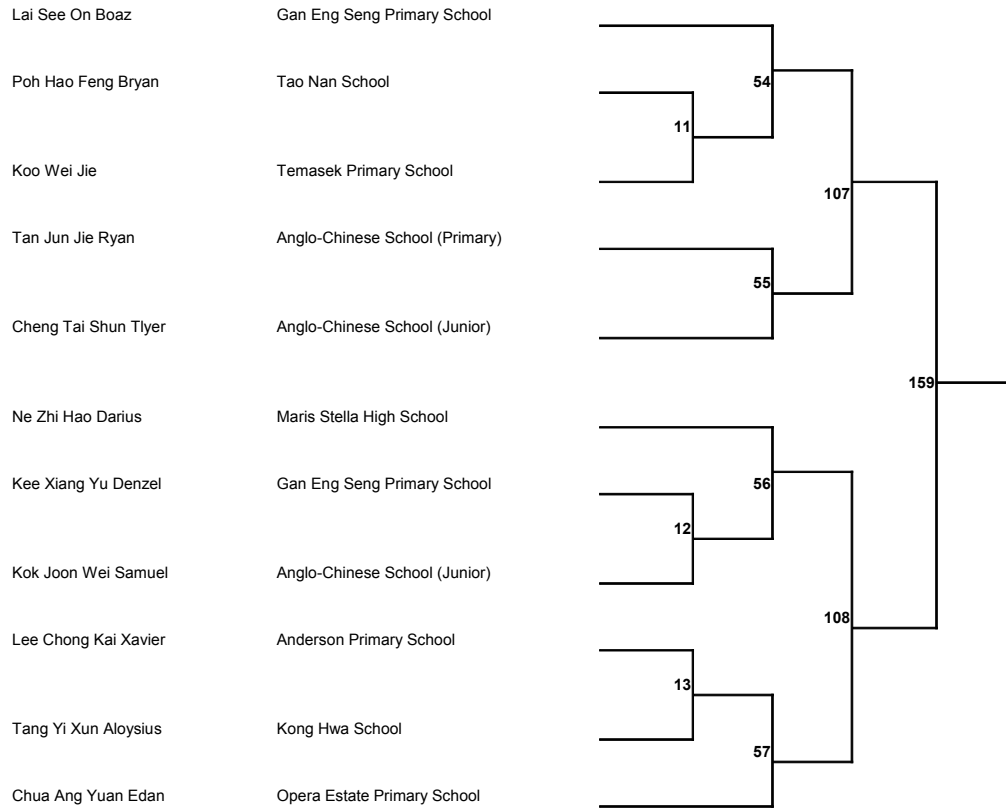 Lai See On Boaz Gan Eng Seng Primary School
Poh Hao Feng Bryan Tao Nan School 54
11
Koo Wei Jie Temasek Primary School
107
Tan Jun Jie Ryan Anglo-Chinese School (Primary)
55
Cheng Tai Shun Tlyer Anglo-Chinese School (Junior)
159
Ne Zhi Hao Darius Maris Stella High School
Kee Xiang Yu Denzel Gan Eng Seng Primary School 56
12
Kok Joon Wei Samuel Anglo-Chinese School (Junior)
108
Lee Chong Kai Xavier Anderson Primary School
13
Tang Yi Xun Aloysius Kong Hwa School
57
Chua Ang Yuan Edan Opera Estate Primary School